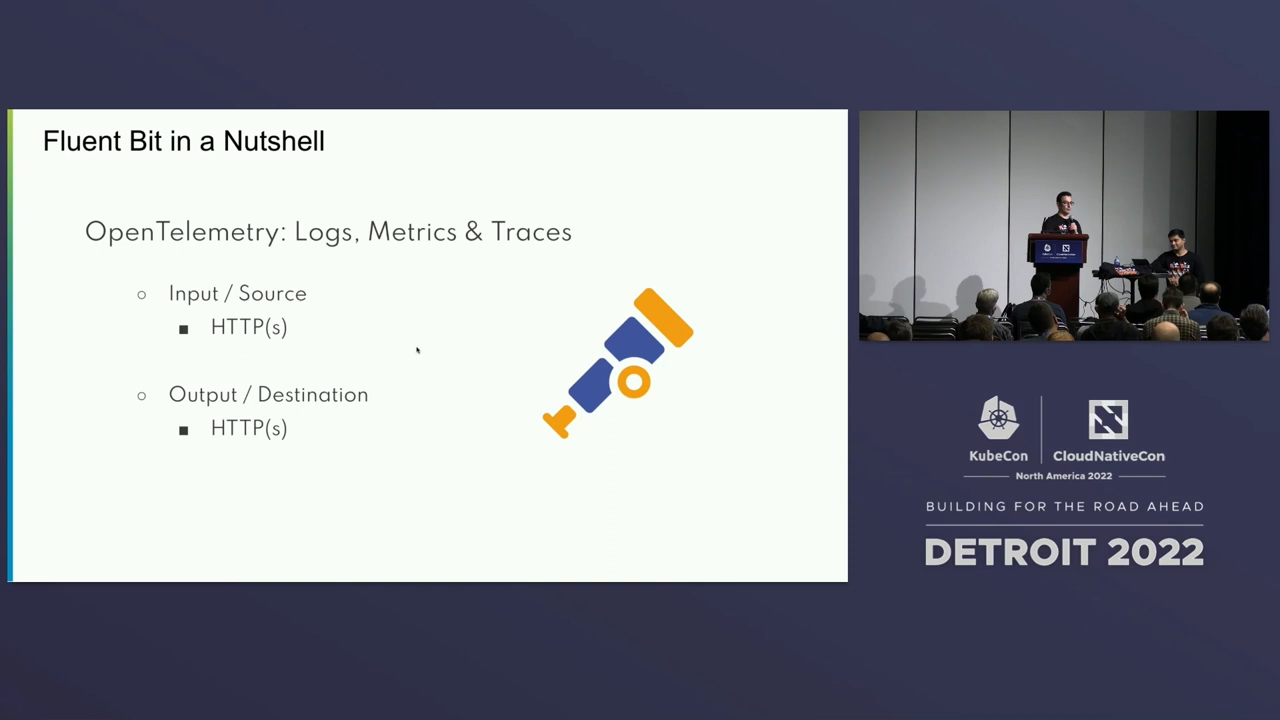 Fluent Bit in a Nutshell
OpenTelemetry: Logs, Metrics & Traces
Input / Source
HTTP(s)
Output / Destination
HTTP(s)
KubeCon
CloudNativeCon
North America 2022
BUILDING FOR THE ROAD AHEAD
DETROIT 2022